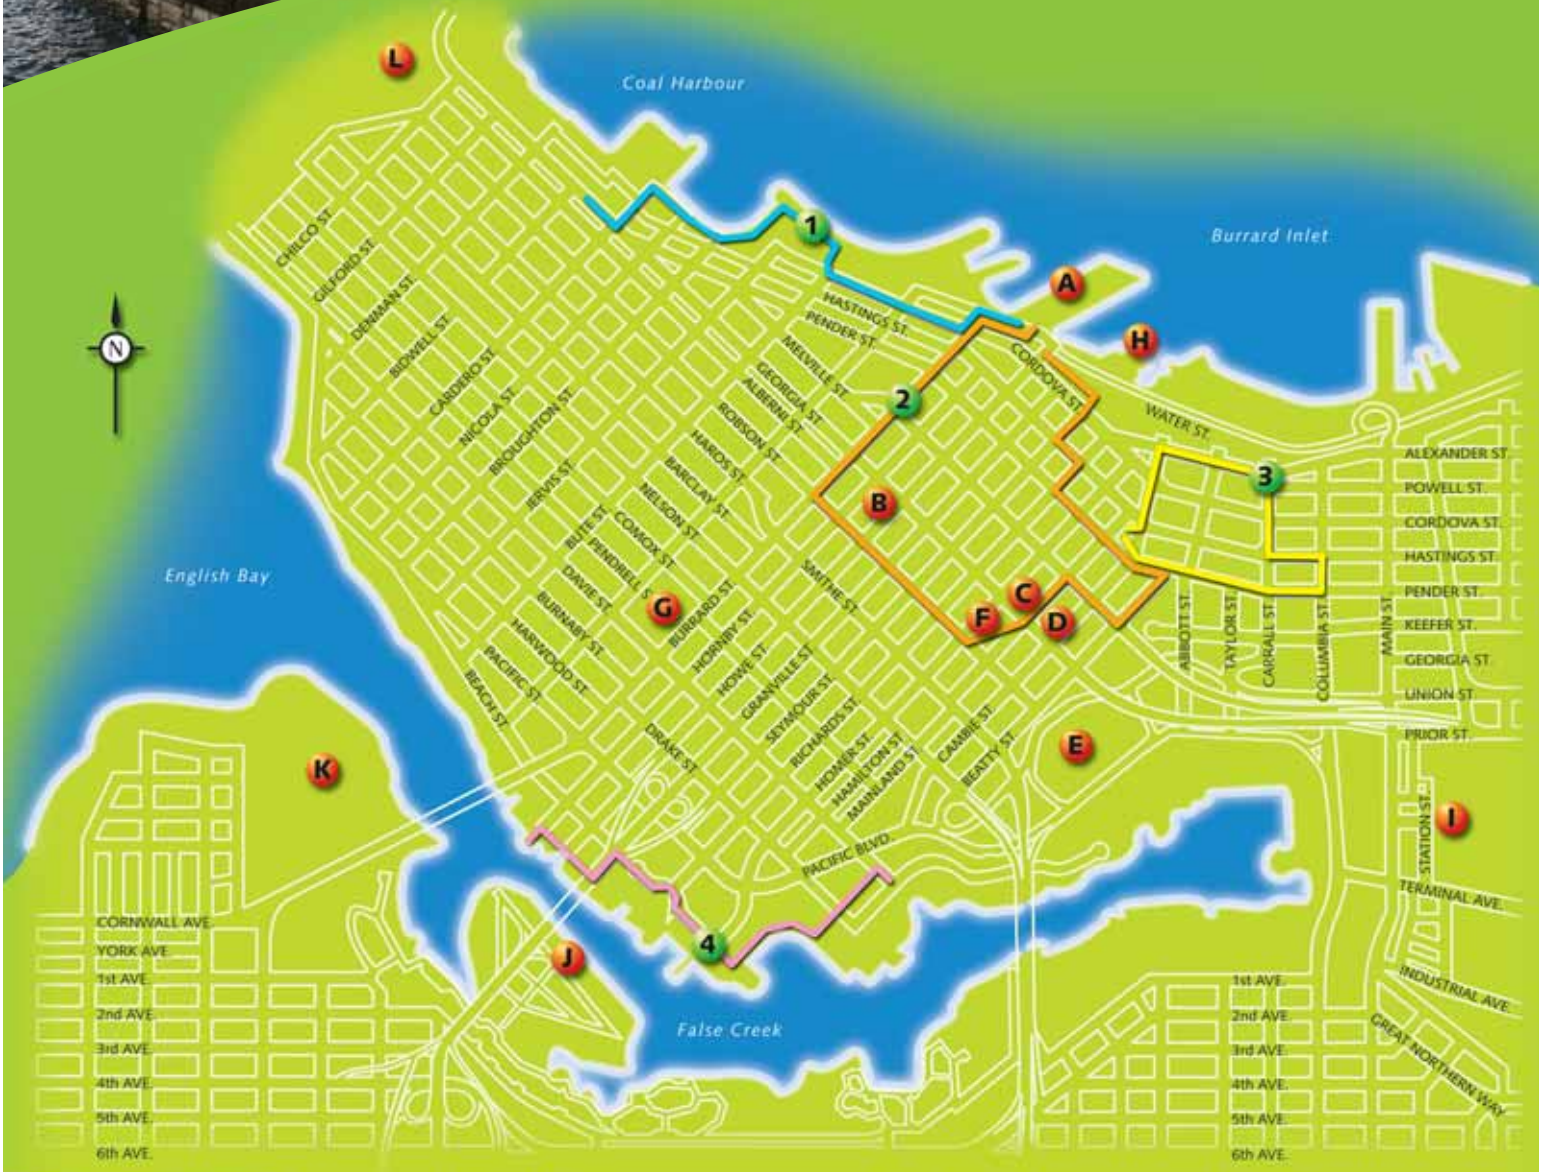 L
Coal Harbour
1
Burrard Inlet
A
H
N
CHILCO ST.
GILFORD ST.
DENMAN ST.
BIDWELL ST.
CARDERO ST.
NICOLA ST.
BROUGHTON ST.
JERVIS ST.
BUTE ST.
HASTINGS ST.
PENDER ST.
MELVILLE ST.
GEORGIA ST.
ALBERNI ST.
ROBSON ST.
HAROS ST.
BARCLAY ST.
NELSON ST.
COMOX ST.
PENDRELL S
DAVIE ST.
BURNABY ST.
HARWOOD ST.
PACIFIC ST.
BEACH ST.
CORDOVA ST.
2
WATER ST.
3
B
ALEXANDER ST.
POWELL ST.
CORDOVA ST.
HASTINGS ST.
PENDER ST.
KEEFER ST.
GEORGIA ST.
UNION ST.
PRIOR ST.
English Bay
G
C
F
D
SMITHE ST.
BURRARD ST.
HORNBY ST.
HOWE ST.
GRANVILLE ST.
SEYMOUR ST.
RICHARDS ST.
HOMER ST.
HAMILTON ST.
MAINLAND ST.
CAMBIE ST.
BEATTY ST.
ABBOTT ST.
TAYLOR ST.
CARRALL ST.
COLUMBIA ST.
MAIN ST.
DRAKE ST.
E
K
I
STATION ST.
PACIFIC BLVD.
TERMINAL AVE.
4
J
False Creek
CORNWALL AVE.
YORK AVE.
1st AVE.
2nd AVE.
3rd AVE.
4th AVE.
5th AVE.
6th AVE.
INDUSTRIAL AVE.
GREAT NORTHERN WAY
1st AVE.
2nd AVE.
3rd AVE.
4th AVE.
5th AVE.
6th AVE.